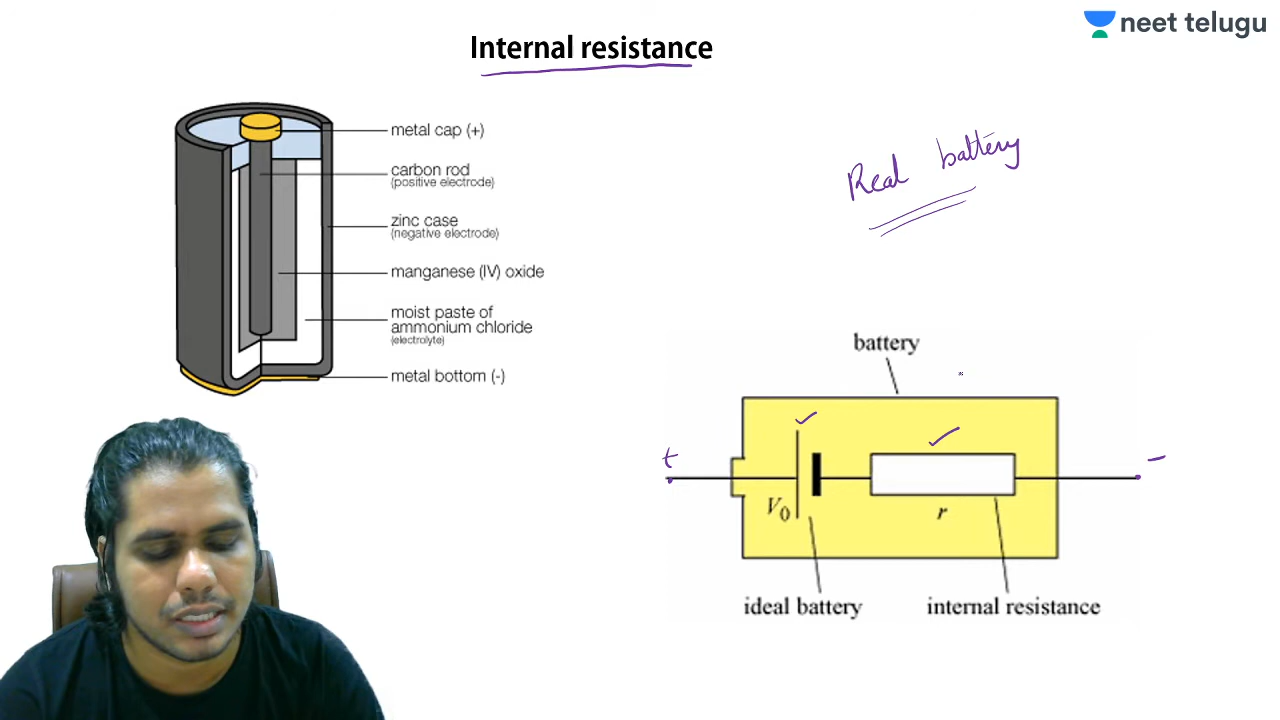 neet telugu
Internal resistance
metal cap (+)
carbon rod
(positive electrode)
zinc case
(negative electrode)
manganese (IV) oxide
moist paste of
ammonium chloride
(electrolyte)
metal bottom (-)
Real battery
battery
+ -
V0 r
ideal battery internal resistance